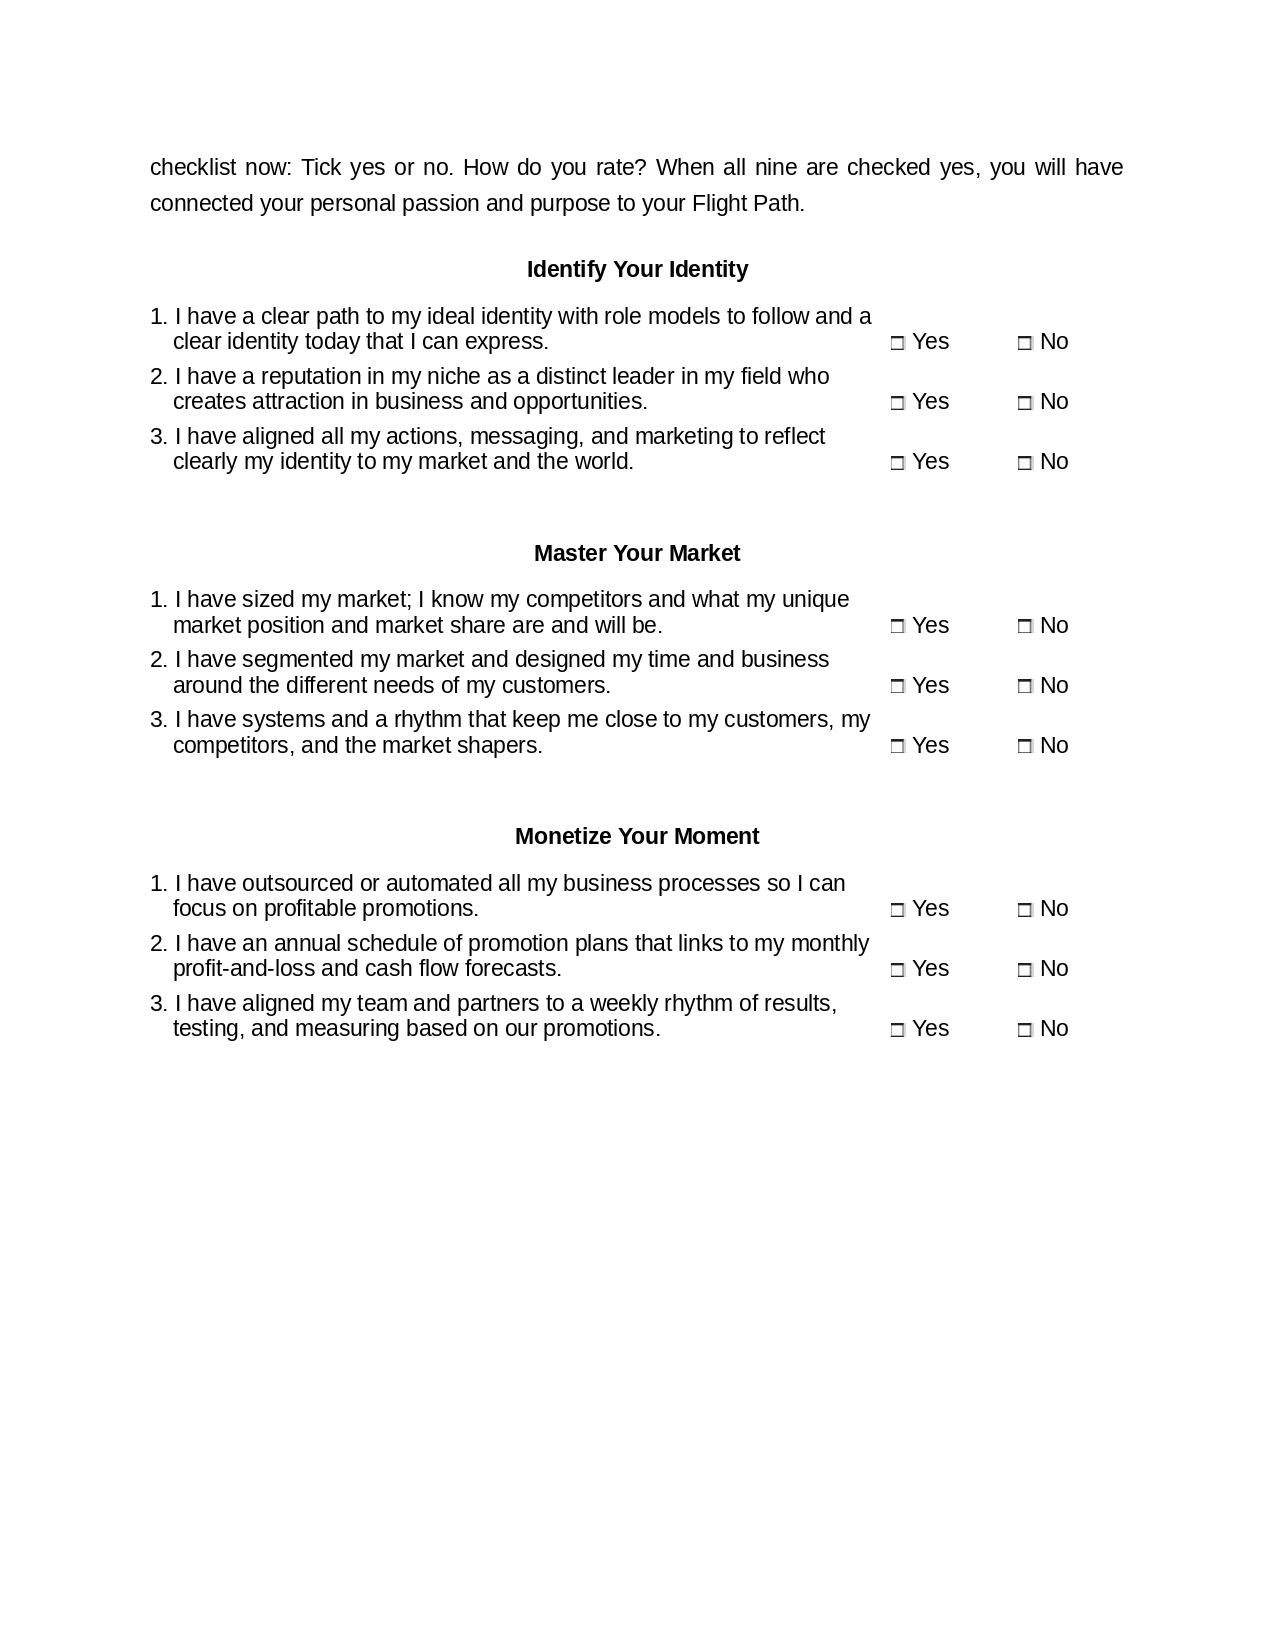 checklist now: Tick yes or no. How do you rate? When all nine are checked yes, you will have
connected your personal passion and purpose to your Flight Path.
Identify Your Identity
1. I have a clear path to my ideal identity with role models to follow and a
clear identity today that I can express. □ Yes □ No
2. I have a reputation in my niche as a distinct leader in my field who
creates attraction in business and opportunities. □ Yes □ No
3. I have aligned all my actions, messaging, and marketing to reflect
clearly my identity to my market and the world. □ Yes □ No
Master Your Market
1. I have sized my market; I know my competitors and what my unique
market position and market share are and will be. □ Yes □ No
2. I have segmented my market and designed my time and business
around the different needs of my customers. □ Yes □ No
3. I have systems and a rhythm that keep me close to my customers, my
competitors, and the market shapers. □ Yes □ No
Monetize Your Moment
1. I have outsourced or automated all my business processes so I can
focus on profitable promotions. □ Yes □ No
2. I have an annual schedule of promotion plans that links to my monthly
profit-and-loss and cash flow forecasts. □ Yes □ No
3. I have aligned my team and partners to a weekly rhythm of results,
testing, and measuring based on our promotions. □ Yes □ No